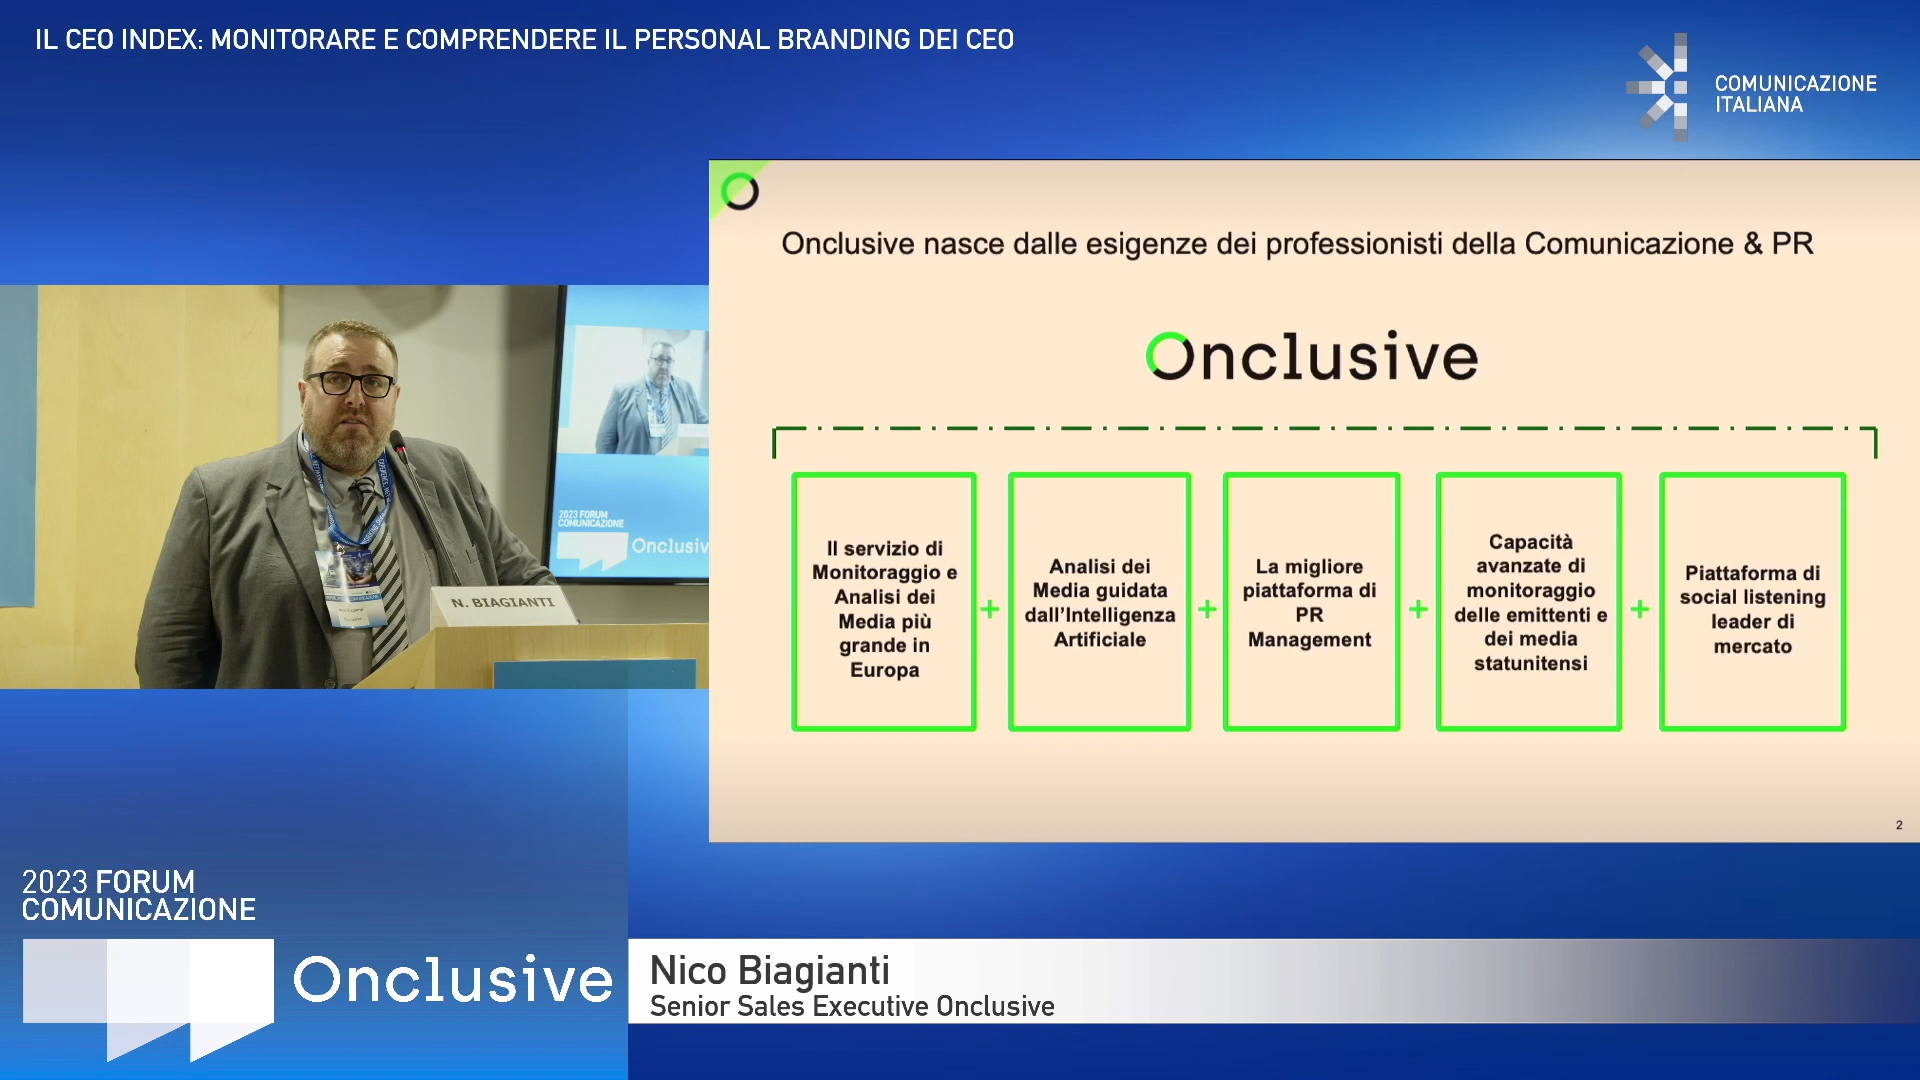 IL CEO INDEX: MONITORARE E COMPRENDERE IL PERSONAL BRANDING DEI CEO
COMUNICAZIONE
ITALIANA
Onclusive nasce dalle esigenze dei professionisti della Comunicazione & PR
Onclusive
Il servizio di
Monitoraggio e
Analisi dei
Media più
grande in
Europa
+
Analisi dei
Media guidata
dall'Intelligenza
Artificiale
+
La migliore
piattaforma di
PR
Management
+
Capacità
avanzate di
monitoraggio
delle emittenti e
dei media
statunitensi
+
Piattaforma di
social listening
leader di
mercato
2
2023 FORUM
COMUNICAZIONE
Onclusiv
N. BIAGIANTI
2023 FORUM
COMUNICAZIONE
Onclusive
Nico Biagianti
Senior Sales Executive Onclusive